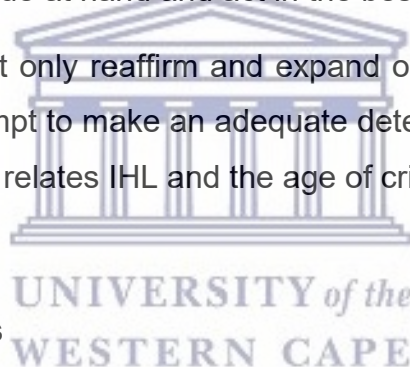 t only reaffirm and expand o
npt to make an adequate dete
relates IHL and the age of cri
UNIVERSITY of the
s
WESTERN CAPE